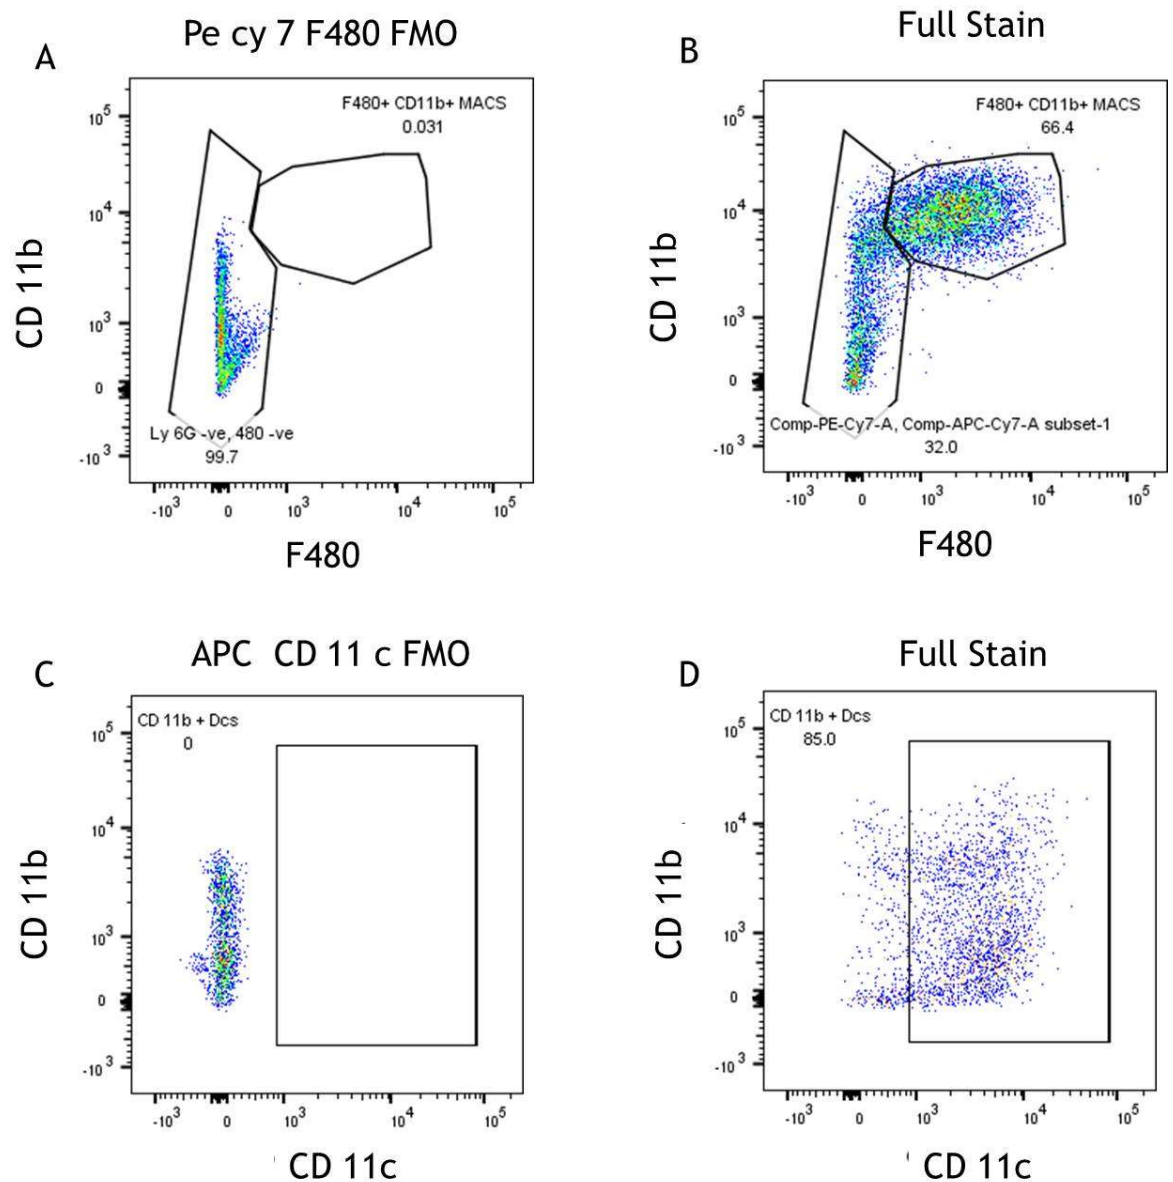 A
Pe cy 7 F480 FMO
F480+ CD11b+ MACS
0.031
10^5
10^4
10^3
0
-10^3
CD 11b
Ly 6G -ve, 480 -ve
99.7
-10^3 0 10^3 10^4 10^5
F480
B
Full Stain
F480+ CD11b+ MACS
66.4
10^5
10^4
10^3
0
-10^3
CD 11b
Comp-PE-Cy7-A, Comp-APC-Cy7-A subset-1
32.0
-10^3 0 10^3 10^4 10^5
F480
C
APC CD 11 c FMO
CD 11b + Dcs
0
10^5
10^4
10^3
0
-10^3
CD 11b
-10^3 0 10^3 10^4 10^5
CD 11c
D
Full Stain
CD 11b + Dcs
85.0
10^5
10^4
10^3
0
-10^3
CD 11b
-10^3 0 10^3 10^4 10^5
CD 11c